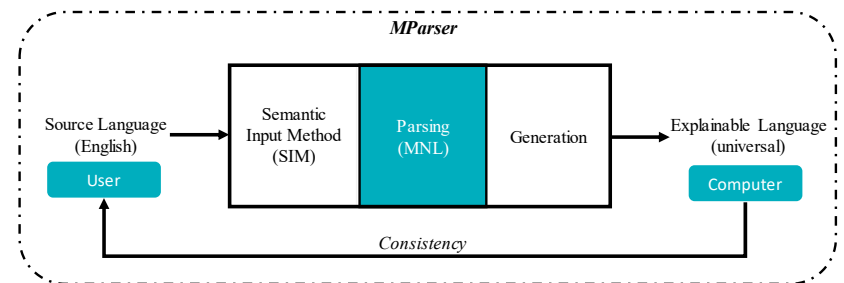 MParser
Semantic
Input Method
(SIM)
Parsing
(MNL)
Generation
Source Language
(English)
User
Explainable Language
(universal)
Computer
Consistency